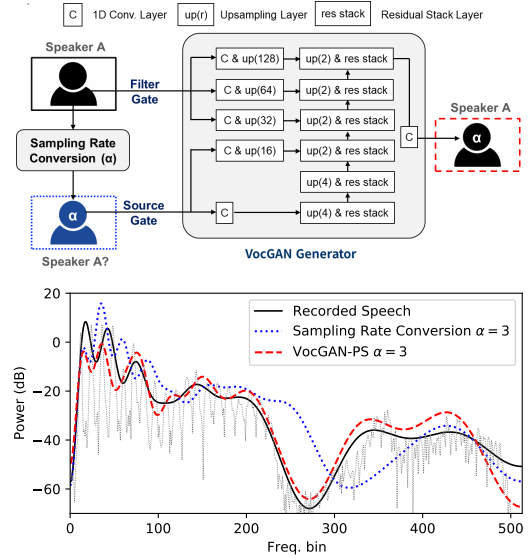 C 1D Conv. Layer up(r) Upsampling Layer res stack Residual Stack Layer
Speaker A
Filter
Gate
C & up(128) up(2) & res stack
C & up(64) up(2) & res stack
C & up(32) up(2) & res stack
C & up(16) up(2) & res stack
up(4) & res stack
C up(4) & res stack
C
Speaker A
α
Sampling Rate
Conversion (α)
α
Source
Gate
Speaker A?
VocGAN Generator
Recorded Speech
Sampling Rate Conversion α = 3
VocGAN-PS α = 3
Power (dB)
20
0
−20
−40
−60
0 100 200 300 400 500
Freq. bin